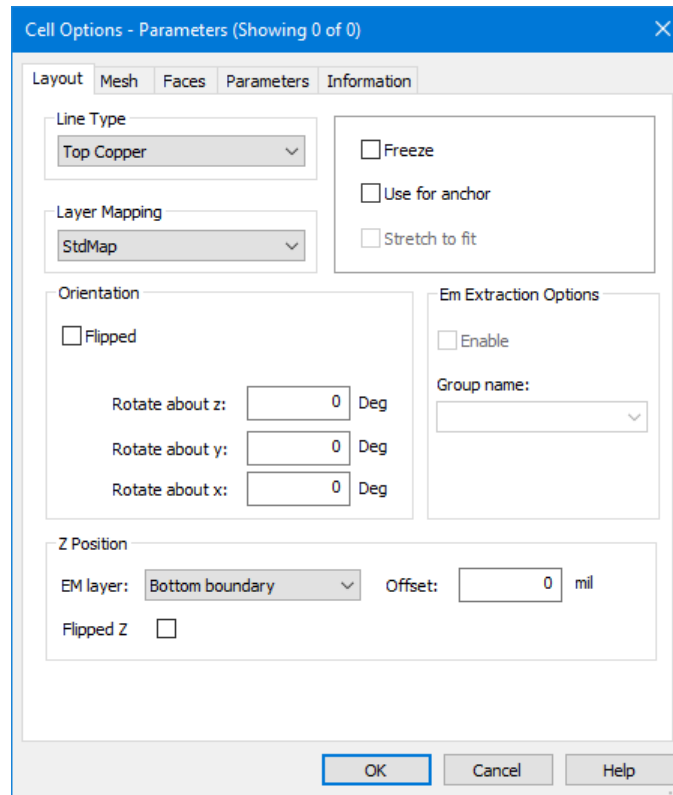 Cell Options - Parameters (Showing 0 of 0)
Layout Mesh Faces Parameters Information
Line Type
Top Copper
Freeze
Use for anchor
Layer Mapping
StdMap
Stretch to fit
Orientation
Flipped
Rotate about z: 0 Deg
Rotate about y: 0 Deg
Rotate about x: 0 Deg
Em Extraction Options
Enable
Group name:
Z Position
EM layer: Bottom boundary Offset: 0 mil
Flipped Z
OK Cancel Help